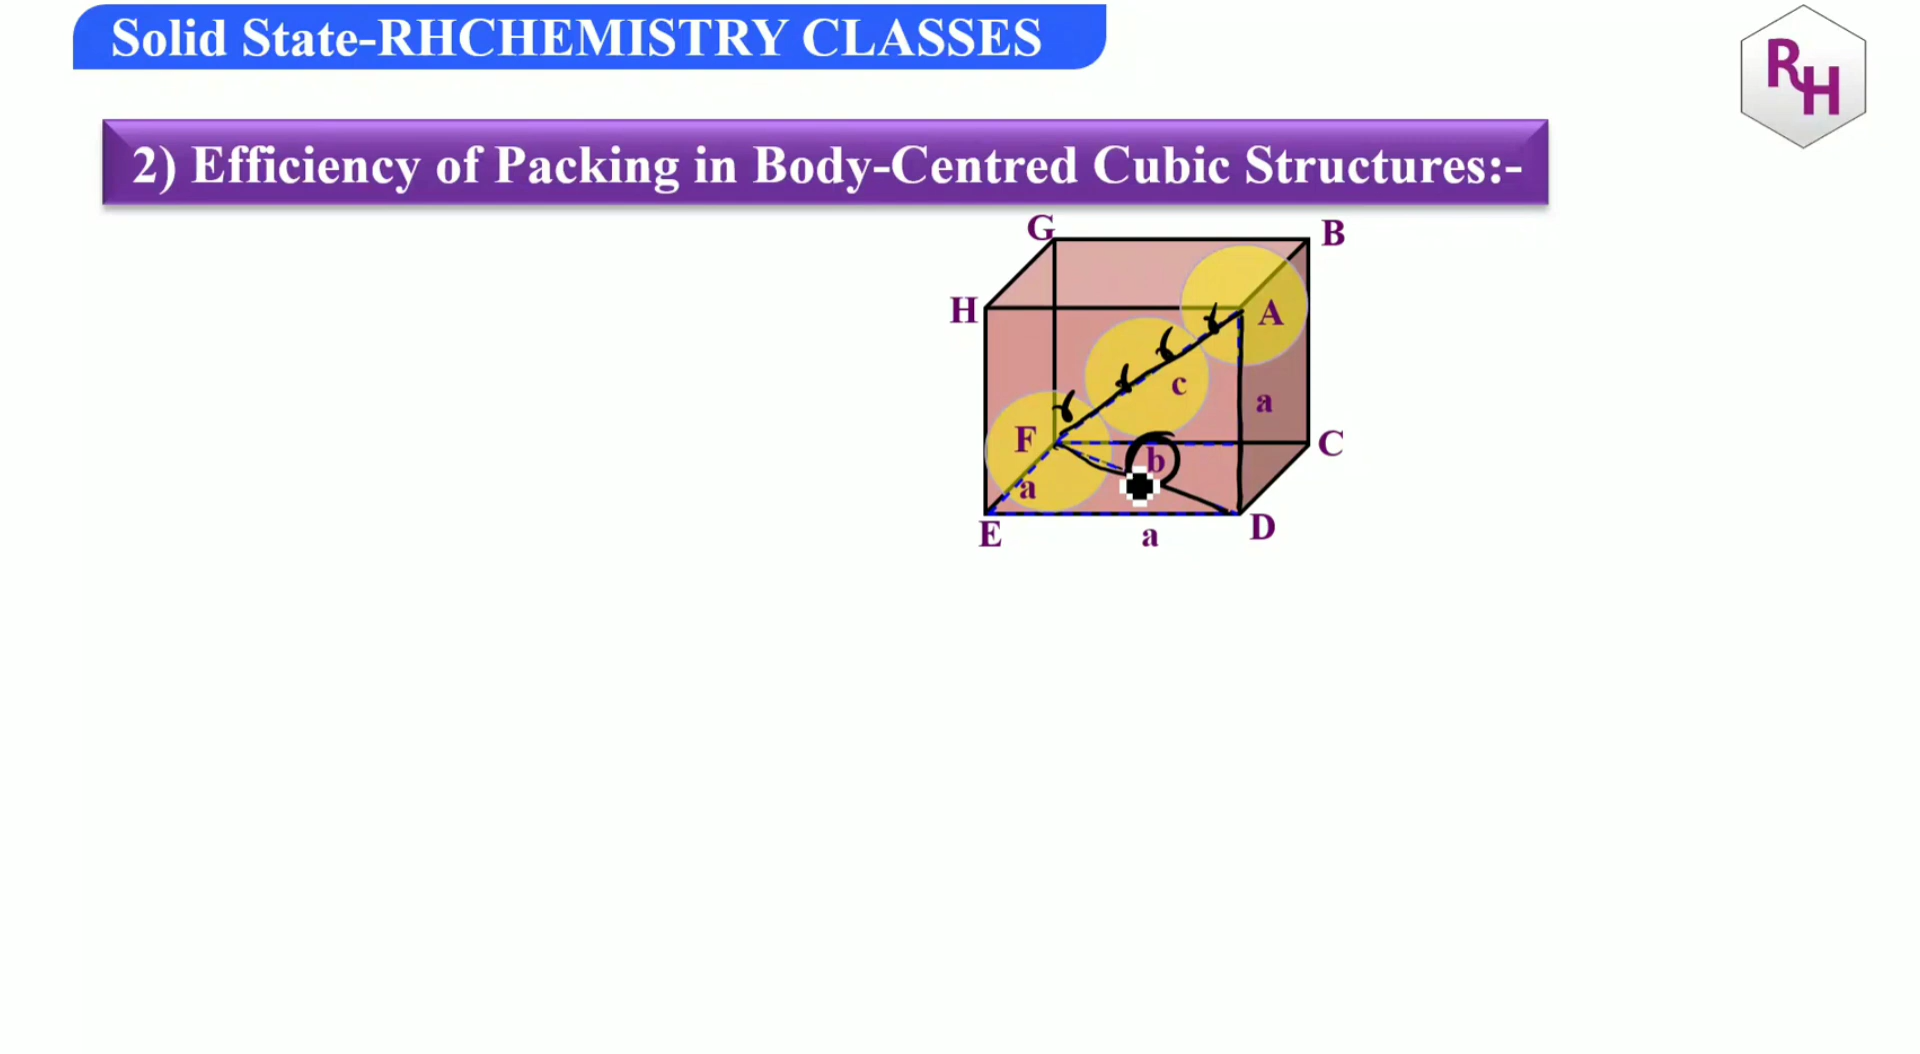 Solid State-RHCHEMISTRY CLASSES
RH
2) Efficiency of Packing in Body-Centred Cubic Structures:-
G
B
H
A
c
a
F
C
b
a
E
a
D